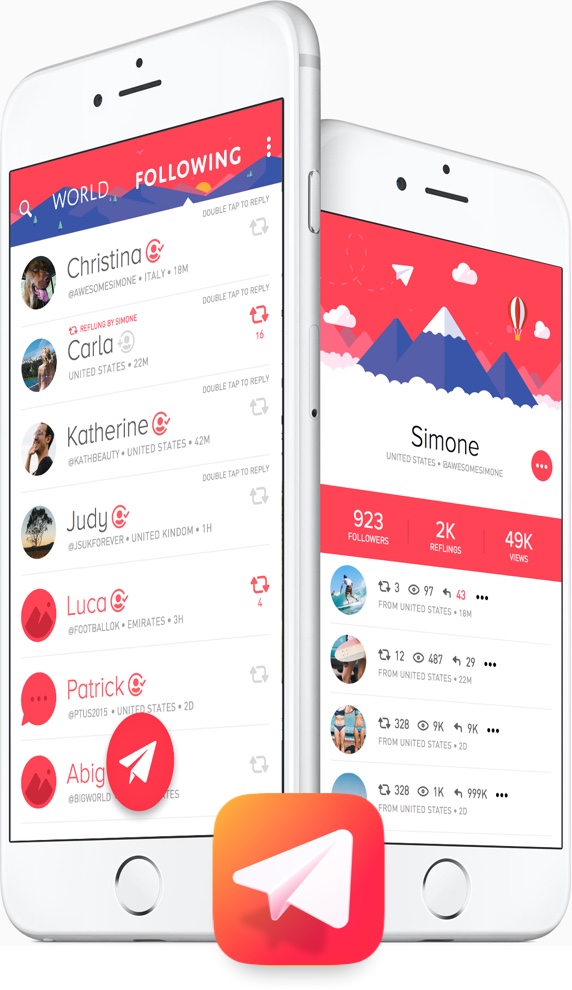 WORLD FOLLOWING
DOUBLE TAP TO REPLY
Christina
@AWESOMESIMONE • ITALY • 18M
DOUBLE TAP TO REPLY
REFLUNG BY SIMONE
Carla
16
UNITED STATES • 22M
DOUBLE TAP TO REPLY
Katherine
@KATHBEAUTY • UNITED STATES • 42M
DOUBLE TAP TO REPLY
Judy
@JSUKFOREVER • UNITED KINDOM • 1H
Luca
4
@FOOTBALLOK • EMIRATES • 3H
Patrick
@PTUS2015 • UNITED STATES • 2D
Abig
@BIGWORLD
Simone
UNITED STATES • @AWESOMESIMONE
923 2K 49K
FOLLOWERS REFLINGS VIEWS
3 97 43
FROM UNITED STATES • 18M
12 487 29
FROM UNITED STATES • 22M
328 9K 9K
FROM UNITED STATES • 2D
328 1K 999K
FROM UNITED STATES • 2D